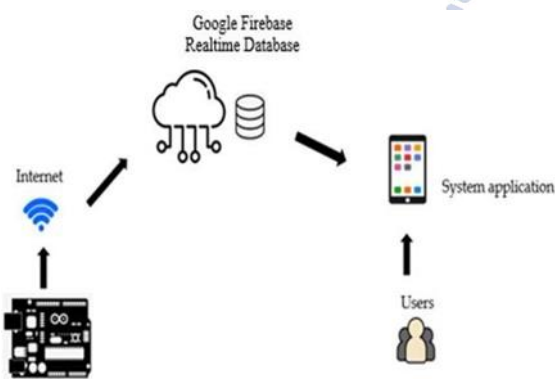 Google Firebase
Realtime Database
Internet
System application
Users